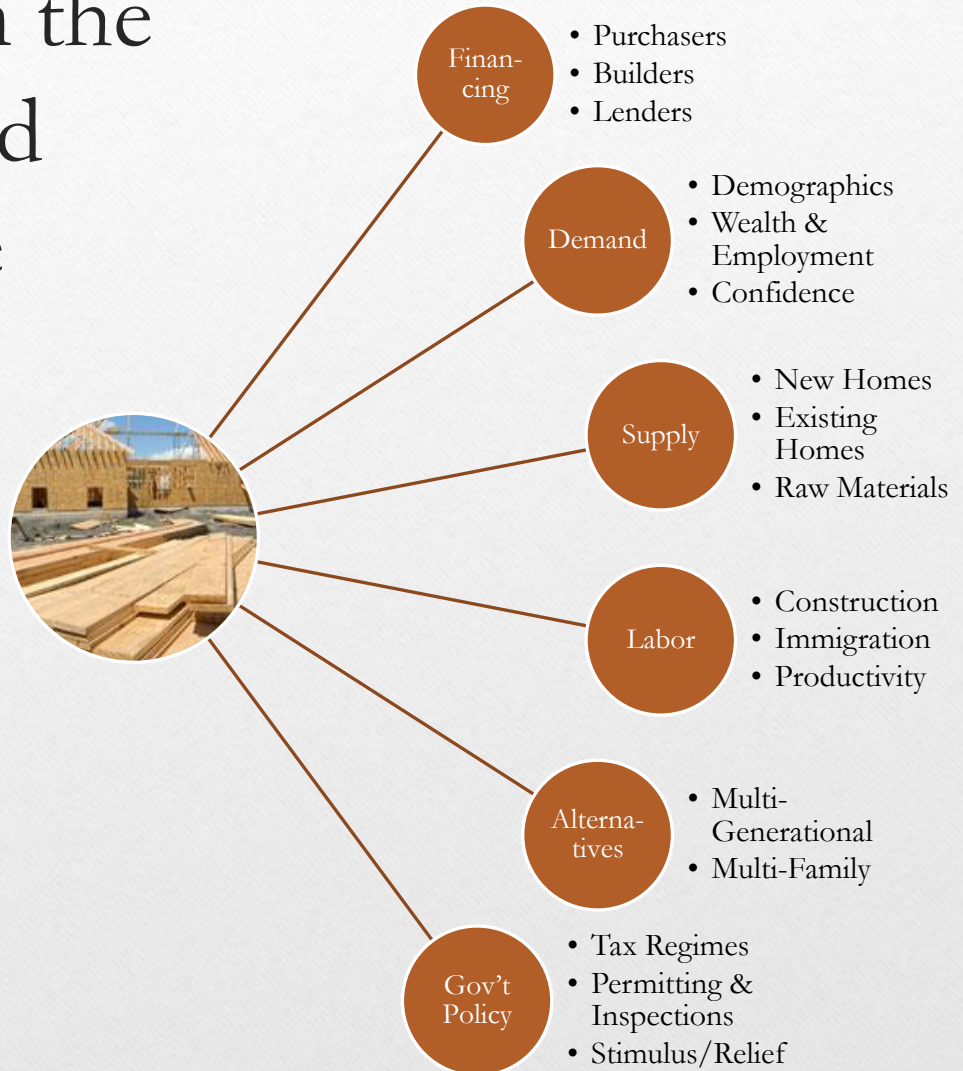 the
d
Finan-
cing
• Purchasers
• Builders
• Lenders
Demand
• Demographics
• Wealth &
Employment
• Confidence
Supply
• New Homes
• Existing
Homes
• Raw Materials
Labor
• Construction
• Immigration
• Productivity
Alterna-
tives
• Multi-
Generational
• Multi-Family
Gov't
Policy
• Tax Regimes
• Permitting &
Inspections
• Stimulus/Relief